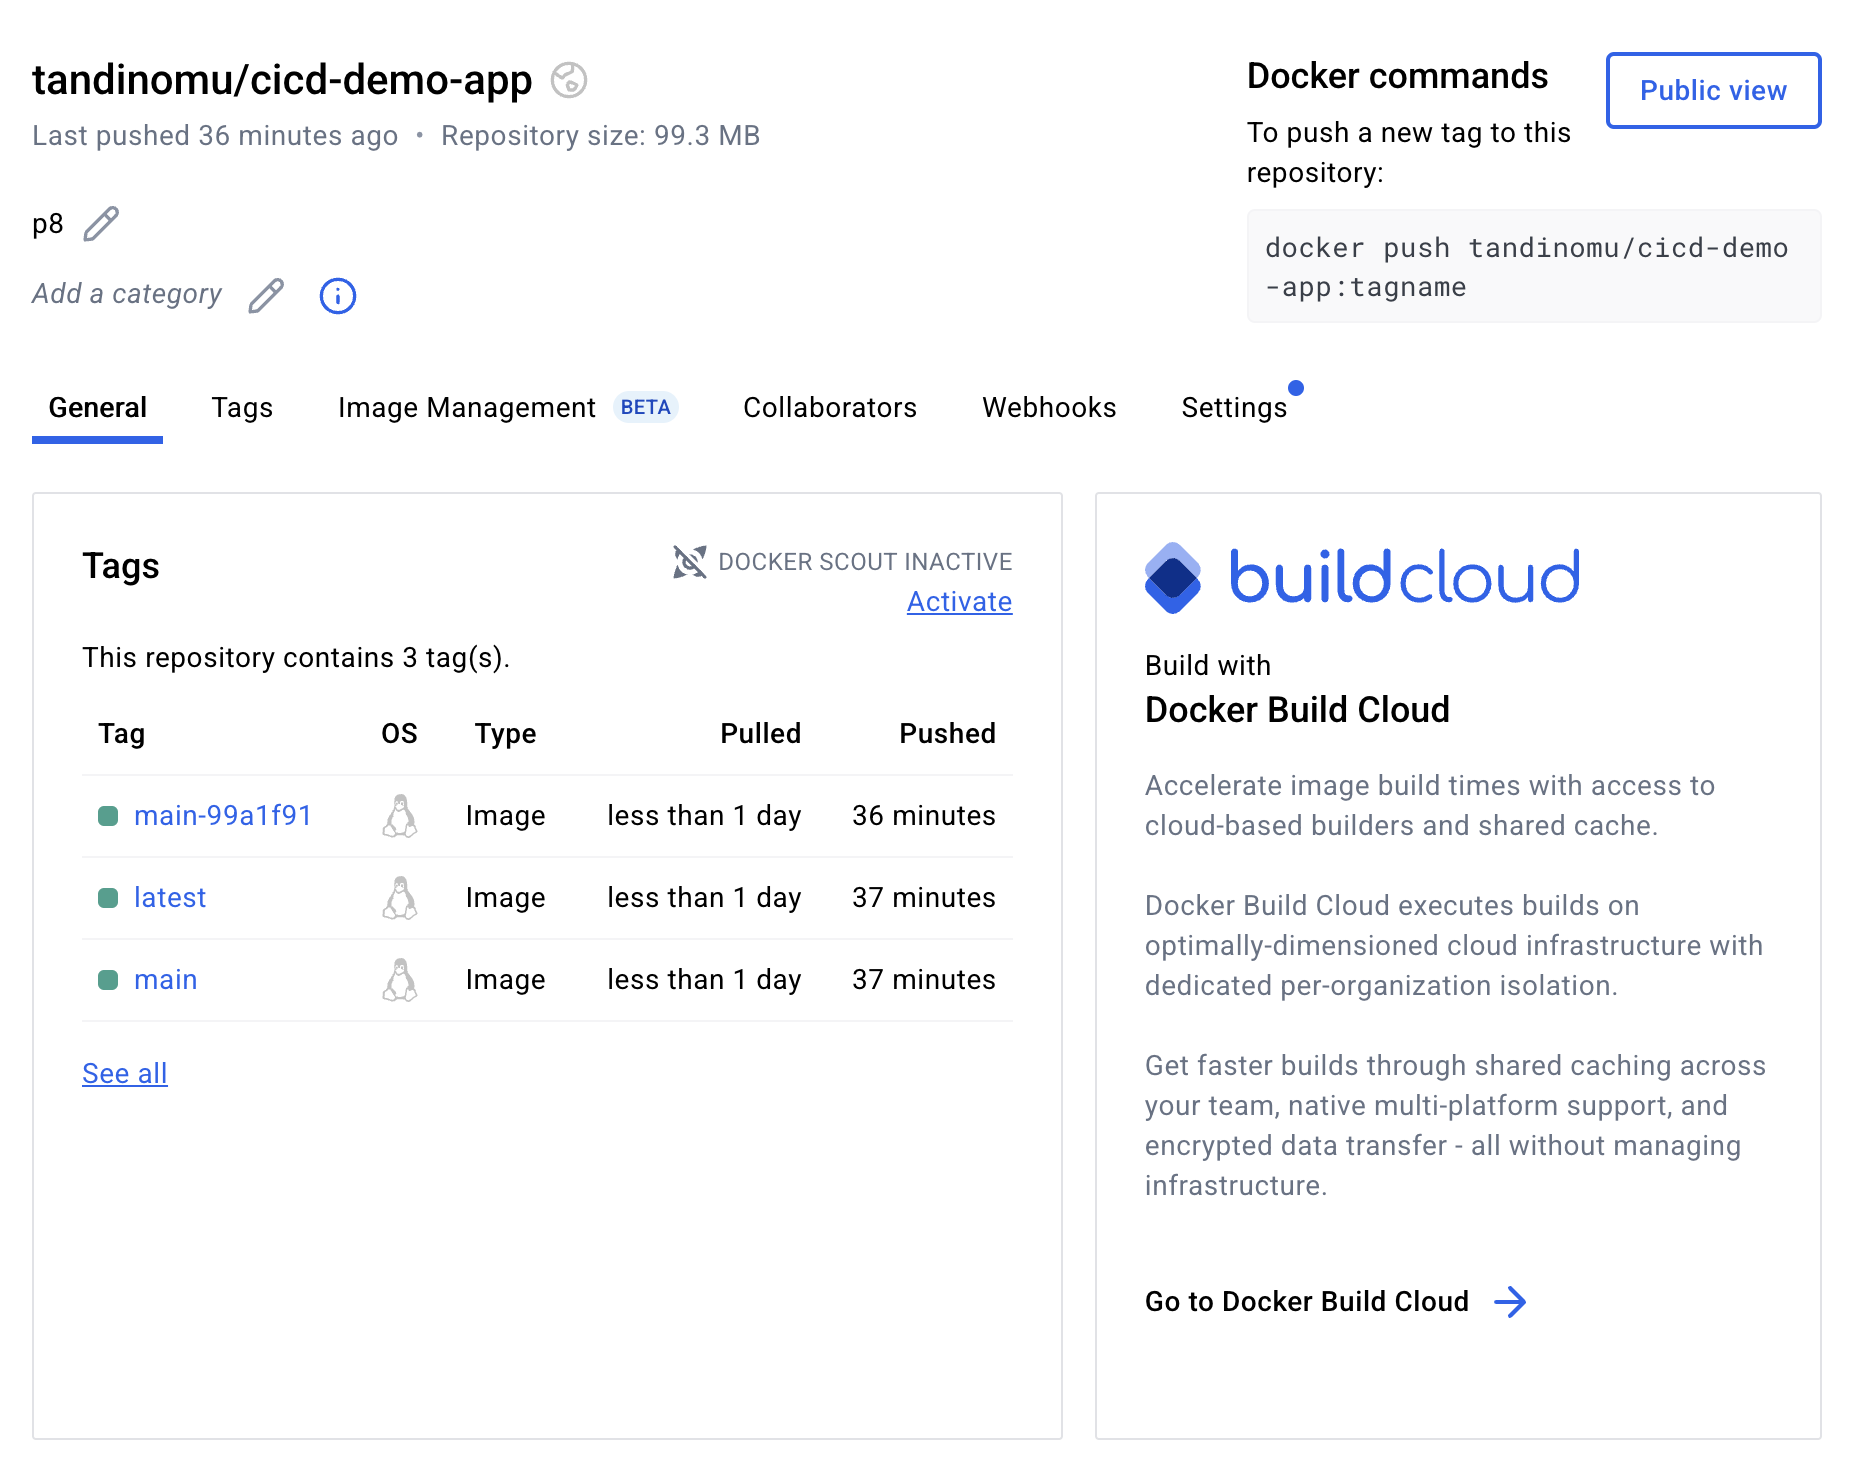 tandinomu/cicd-demo-app
Last pushed 36 minutes ago • Repository size: 99.3 MB
p8
Add a category
Docker commands
Public view
To push a new tag to this
repository:
docker push tandinomu/cicd-demo
-app:tagname
General Tags Image Management BETA Collaborators Webhooks Settings
Tags
DOCKER SCOUT INACTIVE
Activate
This repository contains 3 tag(s).
Tag OS Type Pulled Pushed
main-99a1f91 Image less than 1 day 36 minutes
latest Image less than 1 day 37 minutes
main Image less than 1 day 37 minutes
See all
buildcloud
Build with
Docker Build Cloud
Accelerate image build times with access to
cloud-based builders and shared cache.
Docker Build Cloud executes builds on
optimally-dimensioned cloud infrastructure with
dedicated per-organization isolation.
Get faster builds through shared caching across
your team, native multi-platform support, and
encrypted data transfer - all without managing
infrastructure.
Go to Docker Build Cloud